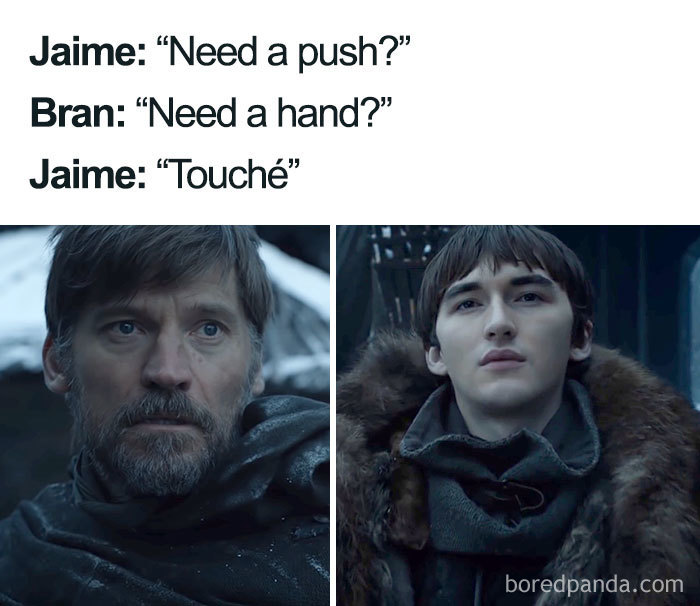 Jaime: “Need a push?”
Bran: “Need a hand?”
Jaime: “Touché”
boredpanda.com